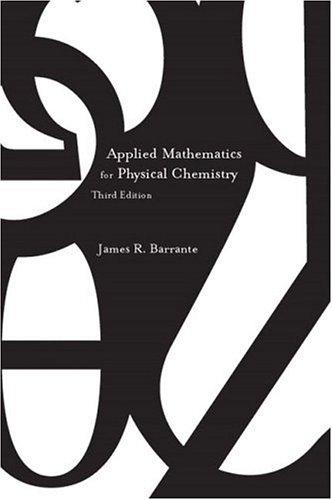 Applied Mathematics
for Physical Chemistry
Third Edition
James R. Barrante